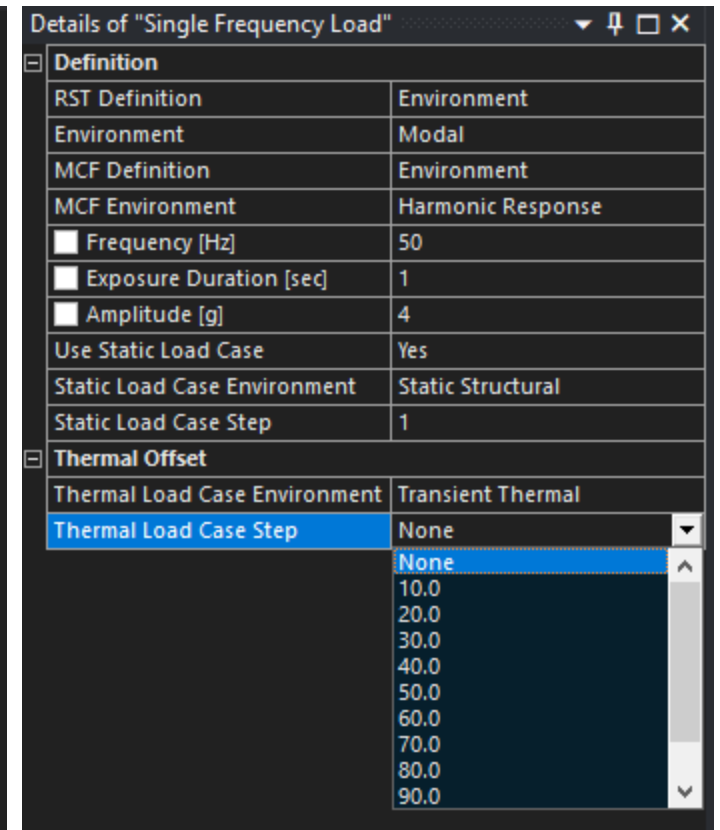 Details of "Single Frequency Load"
Definition
RST Definition Environment
Environment Modal
MCF Definition Environment
MCF Environment Harmonic Response
Frequency [Hz] 50
Exposure Duration [sec] 1
Amplitude [g] 4
Use Static Load Case Yes
Static Load Case Environment Static Structural
Static Load Case Step 1
Thermal Offset
Thermal Load Case Environment Transient Thermal
Thermal Load Case Step None
None
10.0
20.0
30.0
40.0
50.0
60.0
70.0
80.0
90.0